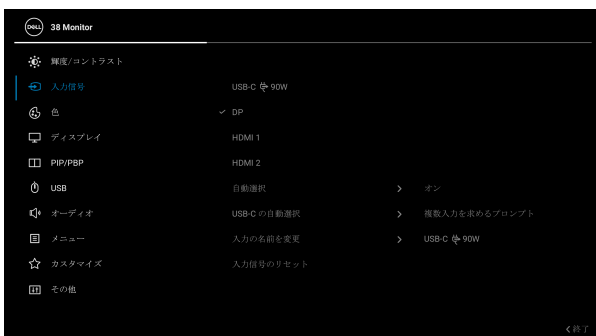 DELL 38 Monitor
輝度/コントラスト
入力信号 USB-C 90W
色 DP
ディスプレイ HDMI 1
PIP/PBP HDMI 2
USB 自動選択 オン
オーディオ USB-C の自動選択 複数入力を求めるプロンプト
メニュー 入力の名前を変更 USB-C 90W
カスタマイズ 入力信号のリセット
その他
終了